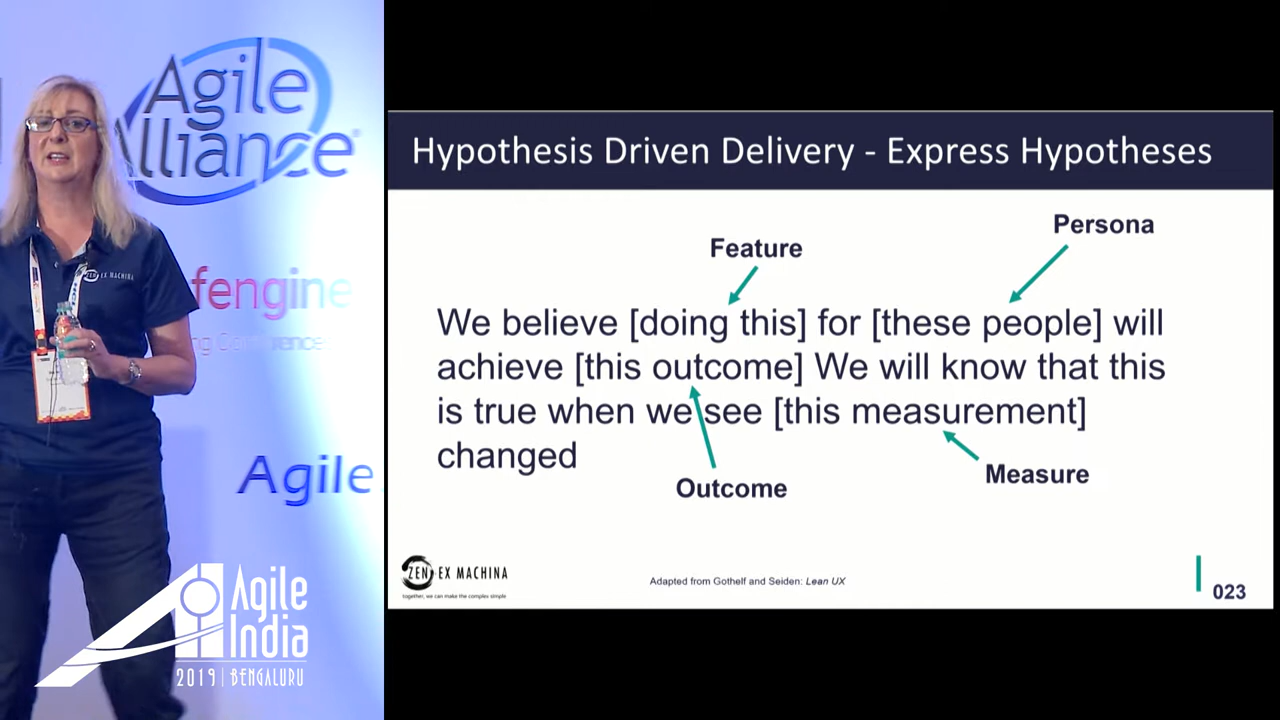 Agile
Alliance
fengine
EX MACHINA
Agile
Agile
India
2019 | BENGALURU
Hypothesis Driven Delivery - Express Hypotheses
Persona
Feature
We believe [doing this] for [these people] will
achieve [this outcome] We will know that this
is true when we see [this measurement]
changed
Measure
Outcome
ZEN EX MACHINA
together, we can make the complex simple
Adapted from Gothelf and Seiden: Lean UX
023